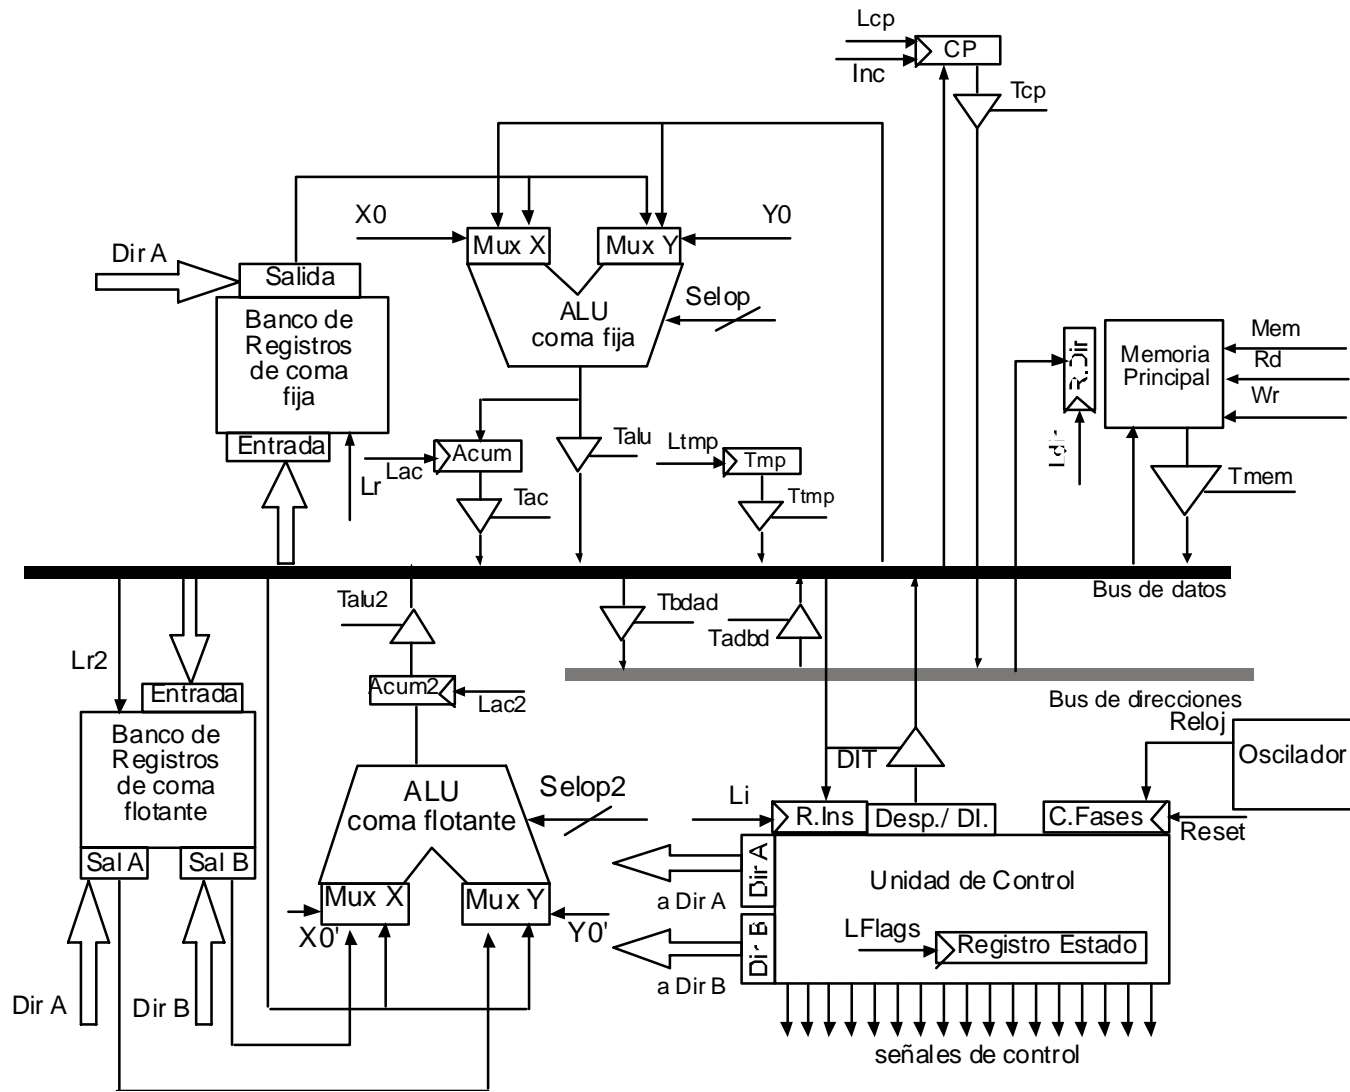 Lcp
CP
Inc
Tcp
X0
Y0
Mux X
Mux Y
Dir A
Salida
ALU
coma fija
Selop
Banco de
Registros
de coma
fija
Entrada
Lr
Lac
Acum
Tac
Talu
Ltmp
Tmp
Ttmp
R.Dir
Ldir
Memoria
Principal
Mem
Rd
Wr
Tmem
Bus de datos
Talu2
Tbdad
Tadbd
Lr2
Entrada
Acum2
Lac2
Bus de direcciones
Reloj
Oscilador
Banco de
Registros
de coma
flotante
Sal A
Sal B
ALU
coma flotante
Selop2
Mux X
Mux Y
X0'
Y0'
Dir A
Dir B
DIT
Li
R.Ins
Desp./ DI.
C.Fases
Reset
Dir A
a Dir A
Unidad de Control
Dir B
a Dir B
LFlags
Registro Estado
señales de control